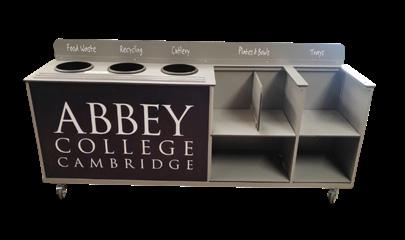 Food Waste Recycling Cutlery Plates & Bowls Trays
ABBEY
COLLEGE
CAMBRIDGE